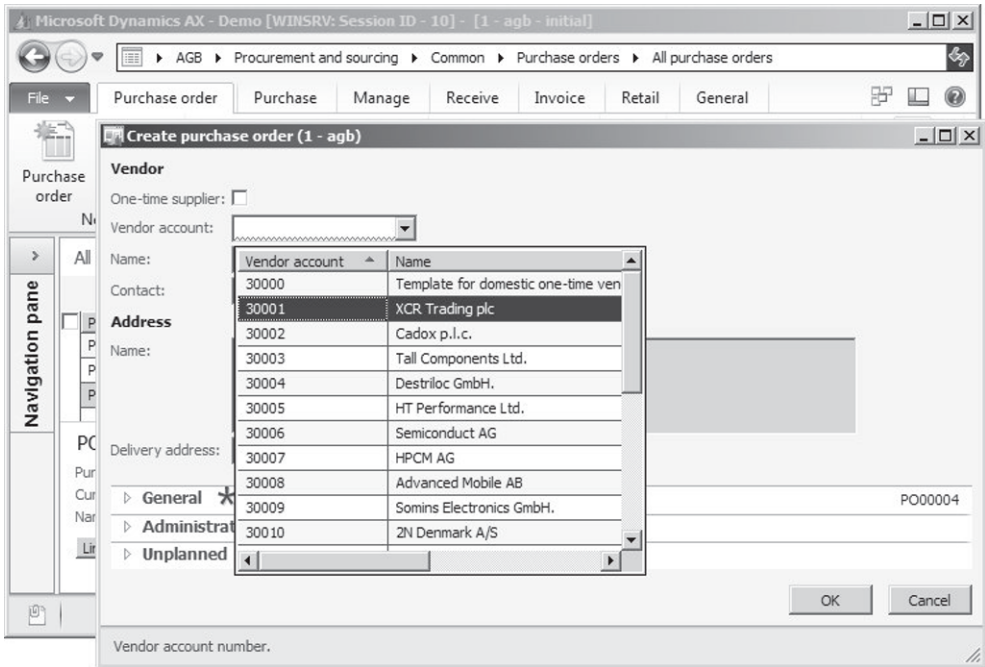 Microsoft Dynamics AX - Demo [WINSRV: Session ID - 10] - [1 - agb - initial]
AGB Procurement and sourcing Common Purchase orders All purchase orders
File Purchase order Purchase Manage Receive Invoice Retail General
Purchase
order
Create purchase order (1 - agb)
Vendor
One-time supplier:
Vendor account:
Name:
Contact:
Address
Name:
Delivery address:
Vendor account Name
30000 Template for domestic one-time ven
30001 XCR Trading plc
30002 Cadox p.l.c.
30003 Tall Components Ltd.
30004 Destriloc GmbH.
30005 HT Performance Ltd.
30006 Semiconduct AG
30007 HPCM AG
30008 Advanced Mobile AB
30009 Somins Electronics GmbH.
30010 2N Denmark A/S
General PO00004
Administrat
Unplanned
Navigation pane
All
PO
Pur
Cur
Nar
OK Cancel
Vendor account number.